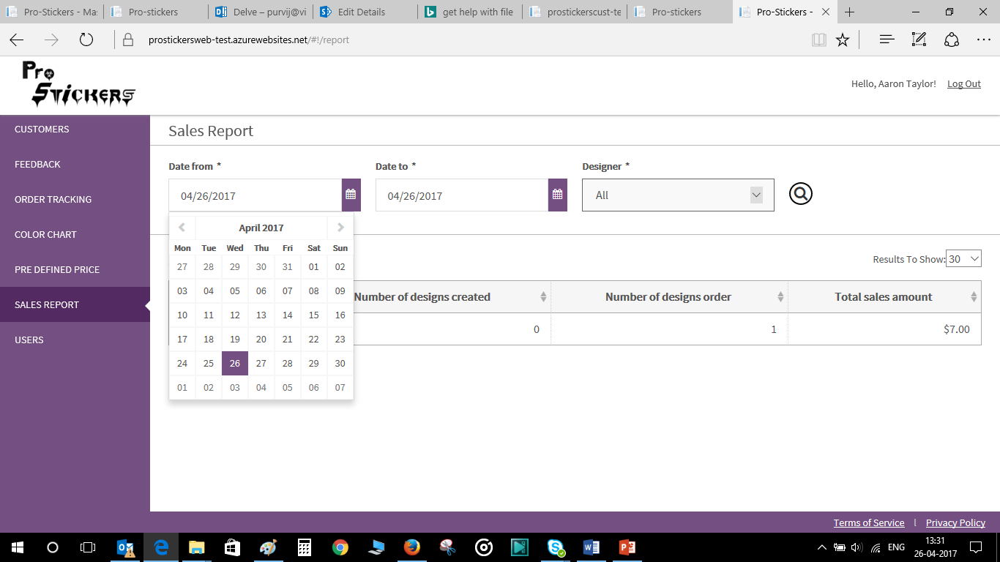 Pro-Stickers - Ma
Pro-stickers
Delve – purvij@vi
Edit Details
get help with file
prostickerscust-te
Pro-stickers
Pro-Stickers -
prostickersweb-test.azurewebsites.net/#!/report
Pro
Stickers
Hello, Aaron Taylor! Log Out
CUSTOMERS
FEEDBACK
ORDER TRACKING
COLOR CHART
PRE DEFINED PRICE
SALES REPORT
USERS
Sales Report
Date from * Date to * Designer *
04/26/2017 04/26/2017 All
April 2017
Mon Tue Wed Thu Fri Sat Sun
27 28 29 30 31 01 02
03 04 05 06 07 08 09
10 11 12 13 14 15 16
17 18 19 20 21 22 23
24 25 26 27 28 29 30
01 02 03 04 05 06 07
Results To Show: 30
Number of designs created Number of designs order Total sales amount
0 1 $7.00
Terms of Service | Privacy Policy
ENG
13:31
26-04-2017